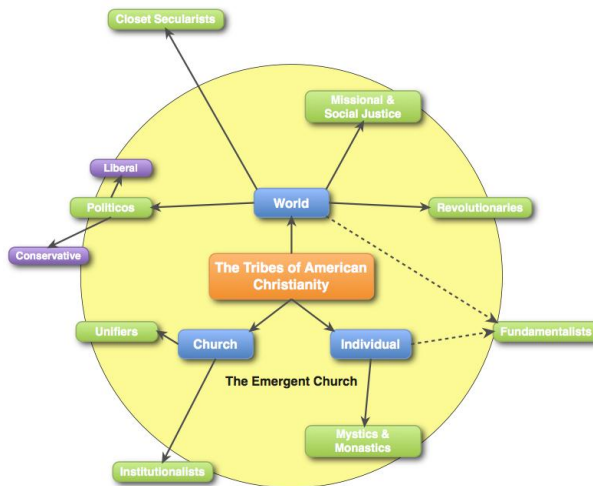 Closet Secularists
Missional &
Social Justice
Liberal
Politicos
World
Revolutionaries
Conservative
The Tribes of American
Christianity
Unifiers
Church
Individual
Fundamentalists
The Emergent Church
Mystics &
Monastics
Institutionalists